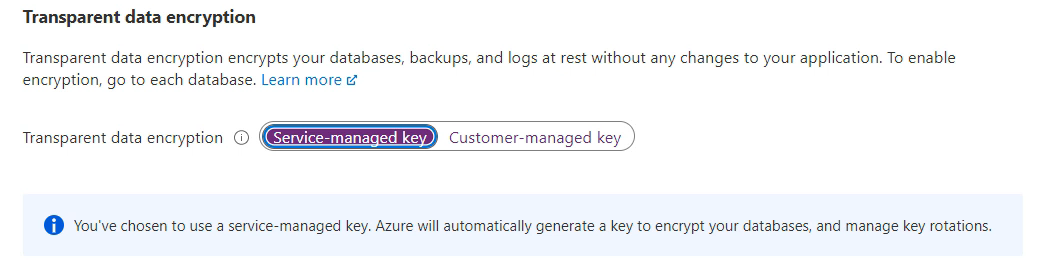 Transparent data encryption
Transparent data encryption encrypts your databases, backups, and logs at rest without any changes to your application. To enable
encryption, go to each database. Learn more
Transparent data encryption Service-managed key Customer-managed key
You've chosen to use a service-managed key. Azure will automatically generate a key to encrypt your databases, and manage key rotations.